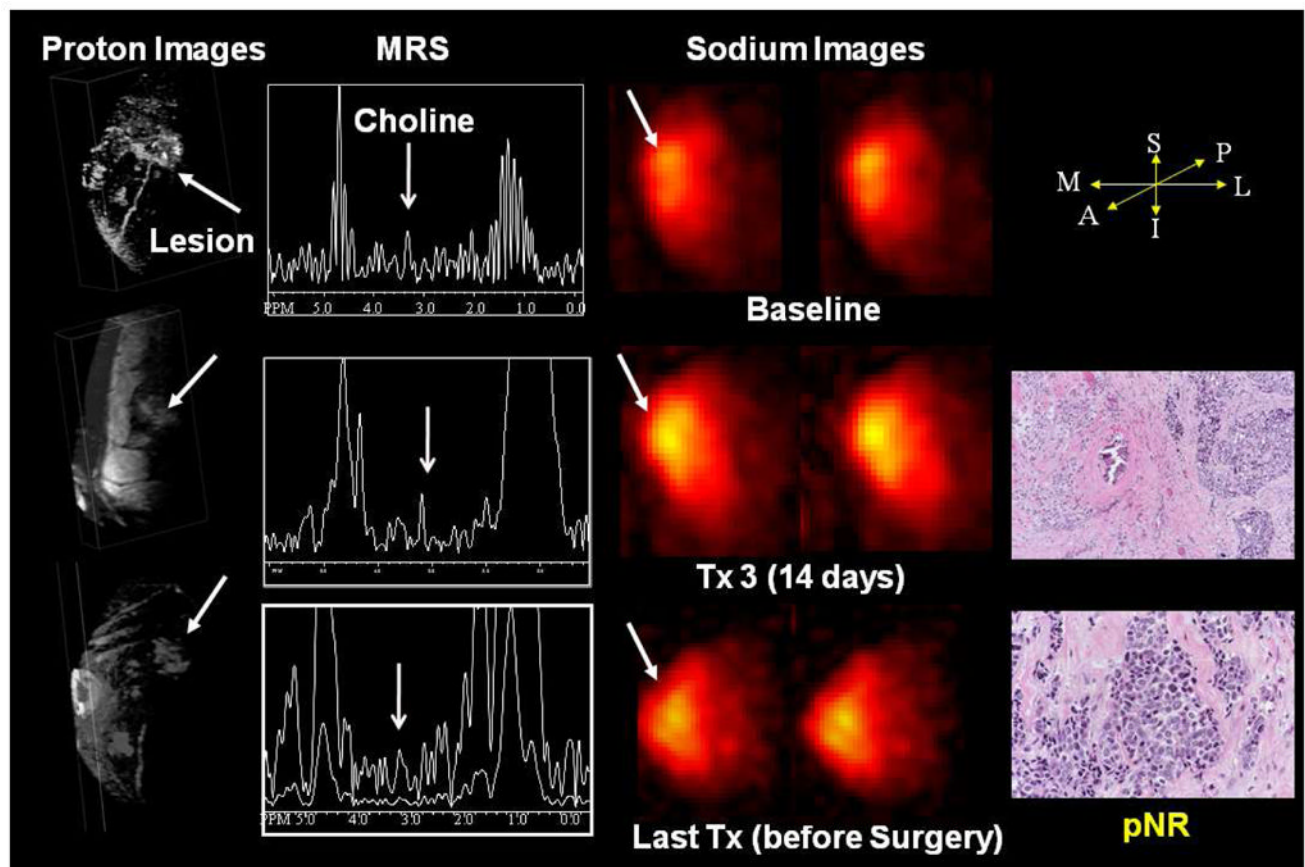 Proton Images
MRS
Sodium Images
Choline
Lesion
PPM 5.0 4.0 3.0 2.0 1.0 0.0
S
P
M
L
A
I
Baseline
Tx 3 (14 days)
PPM 5.0 4.0 3.0 2.0 1.0 0.0
Last Tx (before Surgery)
pNR